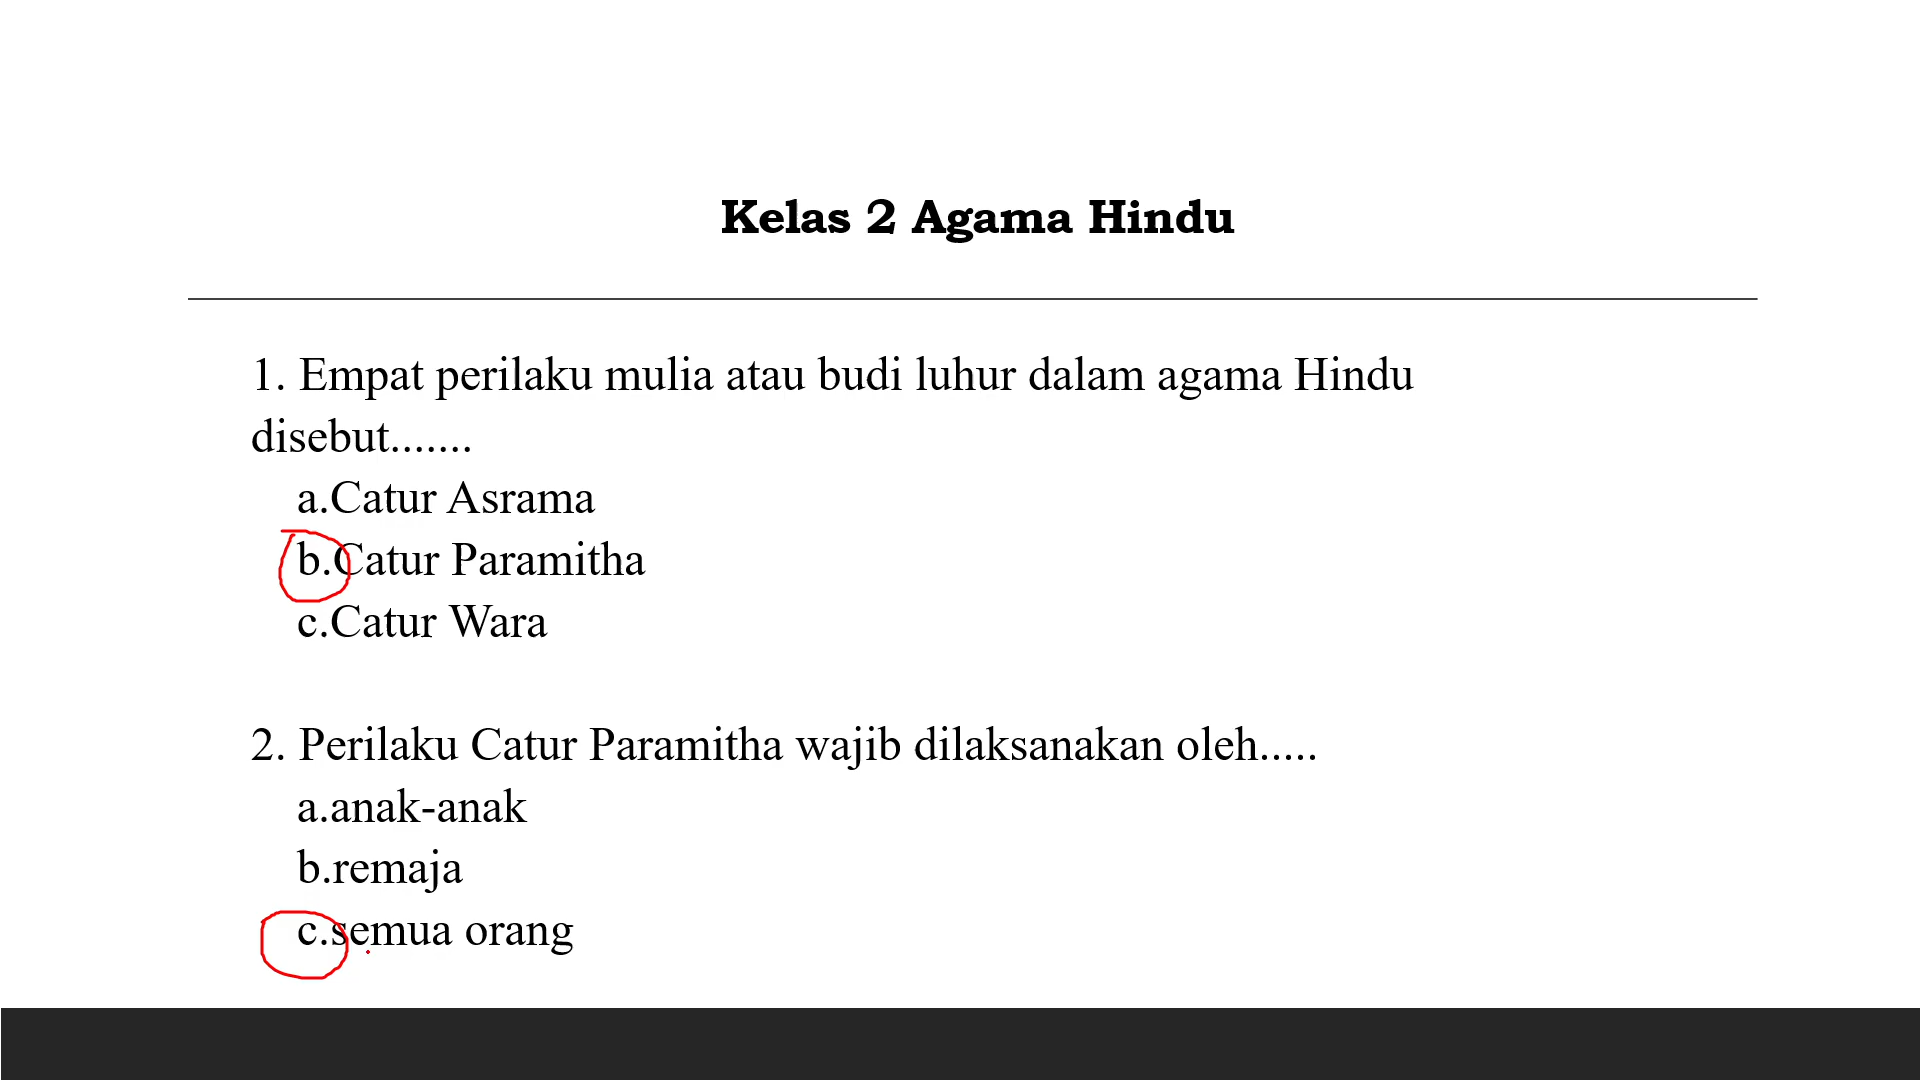 Kelas 2 Agama Hindu
1. Empat perilaku mulia atau budi luhur dalam agama Hindu
disebut.......
a.Catur Asrama
b.Catur Paramitha
c.Catur Wara
2. Perilaku Catur Paramitha wajib dilaksanakan oleh.....
a.anak-anak
b.remaja
c.semua orang